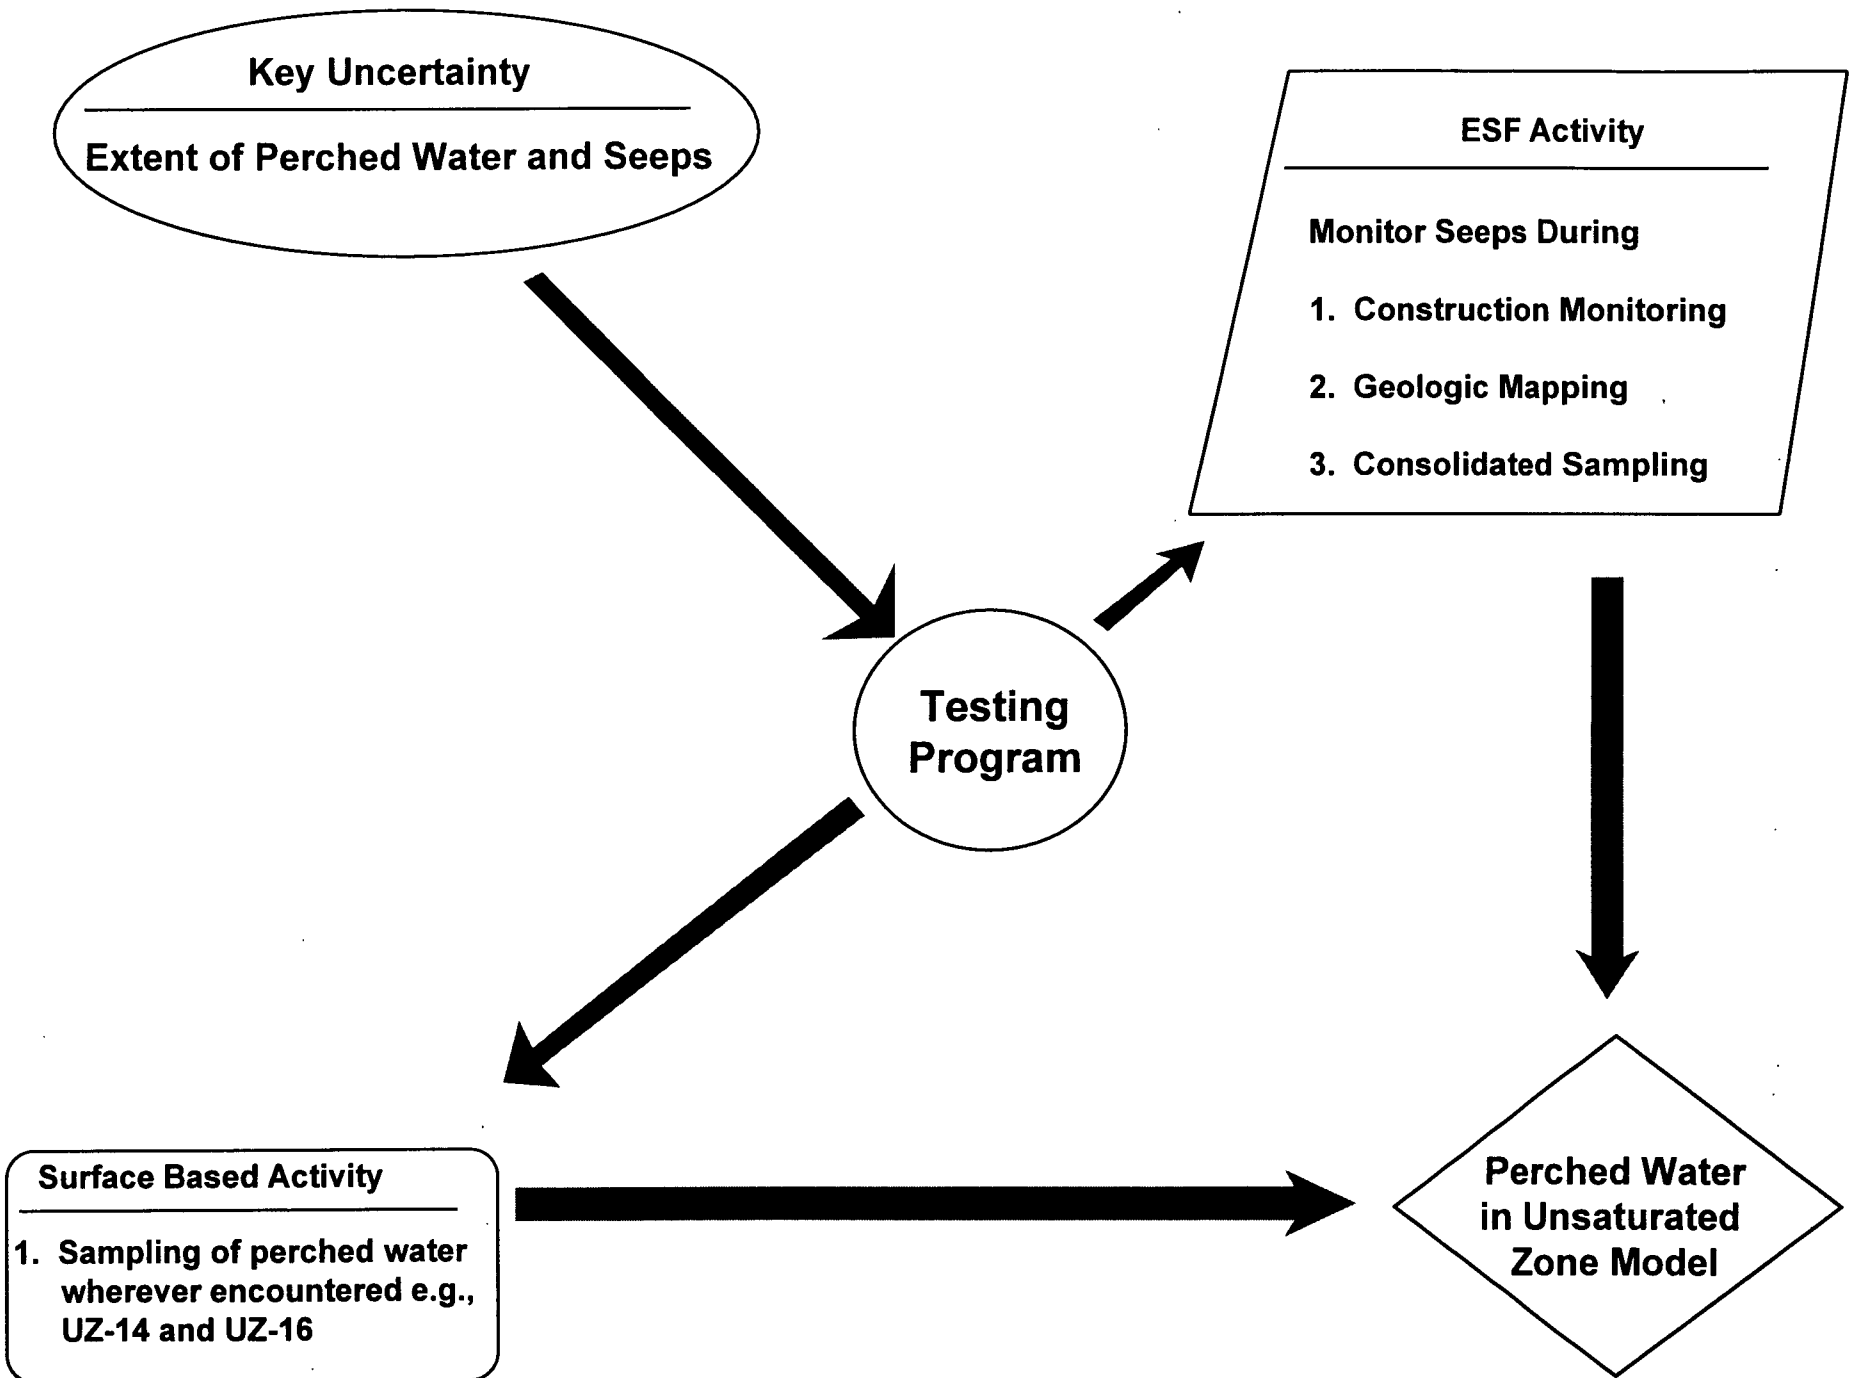 Key Uncertainty
Extent of Perched Water and Seeps
ESF Activity
Monitor Seeps During
1. Construction Monitoring
2. Geologic Mapping
3. Consolidated Sampling
Testing
Program
Surface Based Activity
1. Sampling of perched water
wherever encountered e.g.,
UZ-14 and UZ-16
Perched Water
in Unsaturated
Zone Model